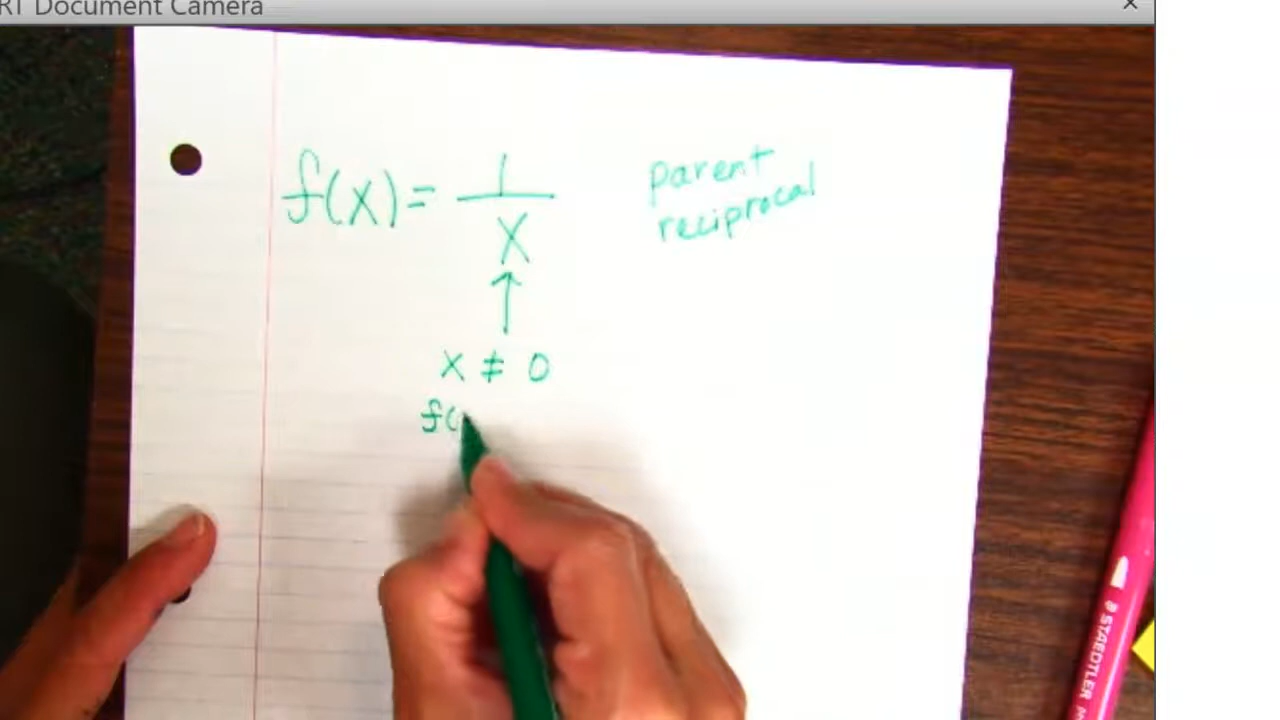 RT Document Camera
f(x) = 1/x
parent
reciprocal
↑
x ≠ 0
f(
STAEDTLER